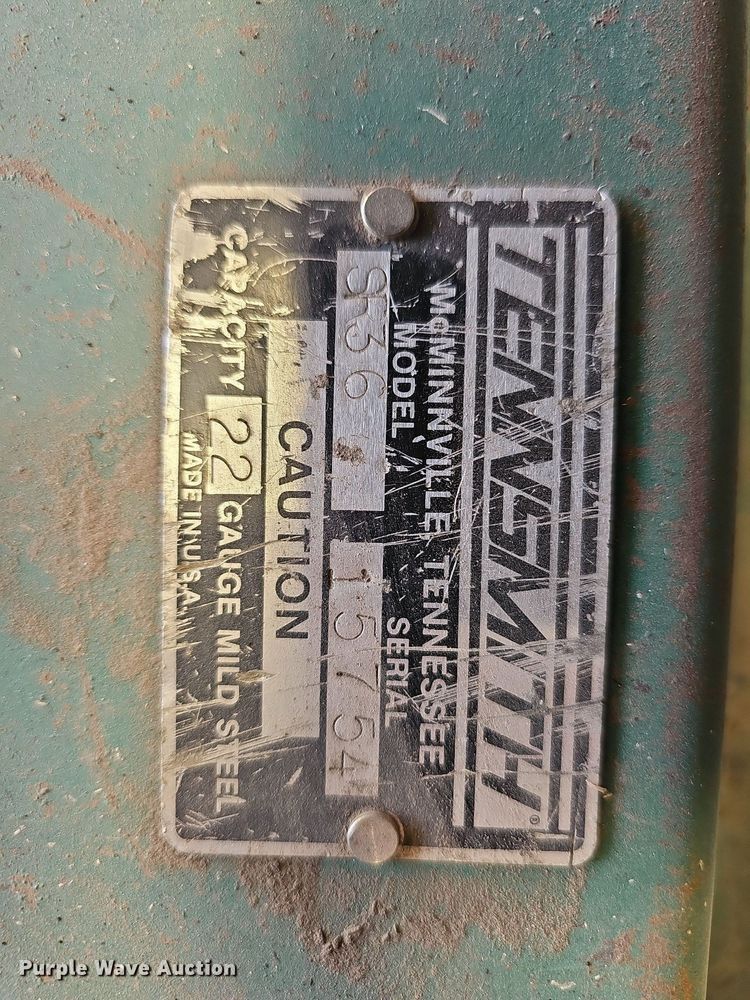 TENNSMITH®
McMINNVILLE, TENNESSEE
MODEL SERIAL
SR36 15754
CAUTION
CAPACITY 22 GAUGE MILD STEEL
MADE IN U.S.A.
Purple Wave Auction